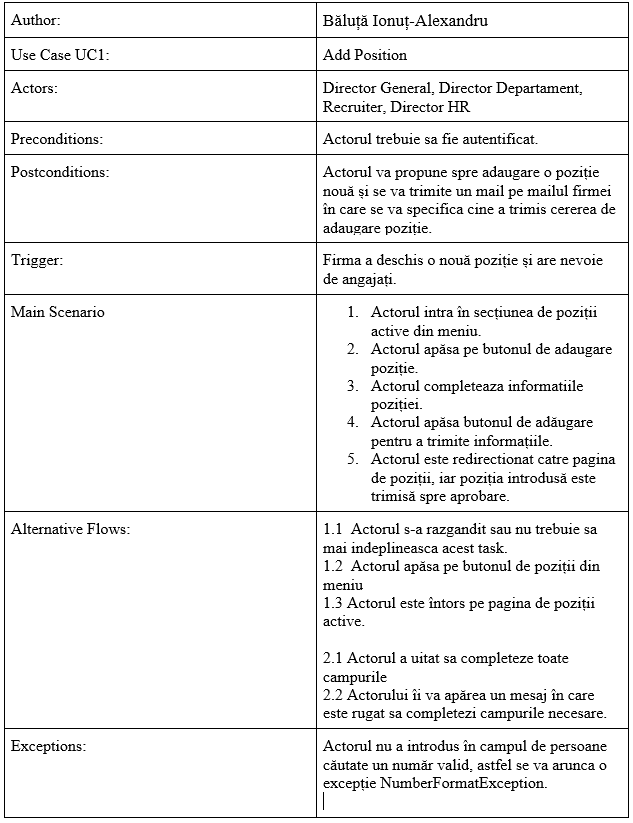 Author:
Băluță Ionuț-Alexandru
Use Case UC1:
Add Position
Actors:
Director General, Director Departament,
Recruiter, Director HR
Preconditions:
Actorul trebuie sa fie autentificat.
Postconditions:
Actorul va propune spre adaugare o poziție
nouă și se va trimite un mail pe mailul firmei
în care se va specifica cine a trimis cererea de
adaugare poziție.
Trigger:
Firma a deschis o nouă poziție și are nevoie
de angajați.
Main Scenario
1. Actorul intra în secțiunea de poziții
active din meniu.
2. Actorul apăsa pe butonul de adaugare
poziție.
3. Actorul completeaza informatiile
poziției.
4. Actorul apăsa butonul de adăugare
pentru a trimite informațiile.
5. Actorul este redirectionat catre pagina
de poziții, iar poziția introdusă este
trimisă spre aprobare.
Alternative Flows:
1.1 Actorul s-a razgandit sau nu trebuie sa
mai indeplineasca acest task.
1.2 Actorul apăsa pe butonul de poziții din
meniu
1.3 Actorul este întors pe pagina de poziții
active.
2.1 Actorul a uitat sa completeze toate
campurile
2.2 Actorului îi va apărea un mesaj în care
este rugat sa completezi campurile necesare.
Exceptions:
Actorul nu a introdus în campul de persoane
căutate un număr valid, astfel se va arunca o
excepție NumberFormatException.